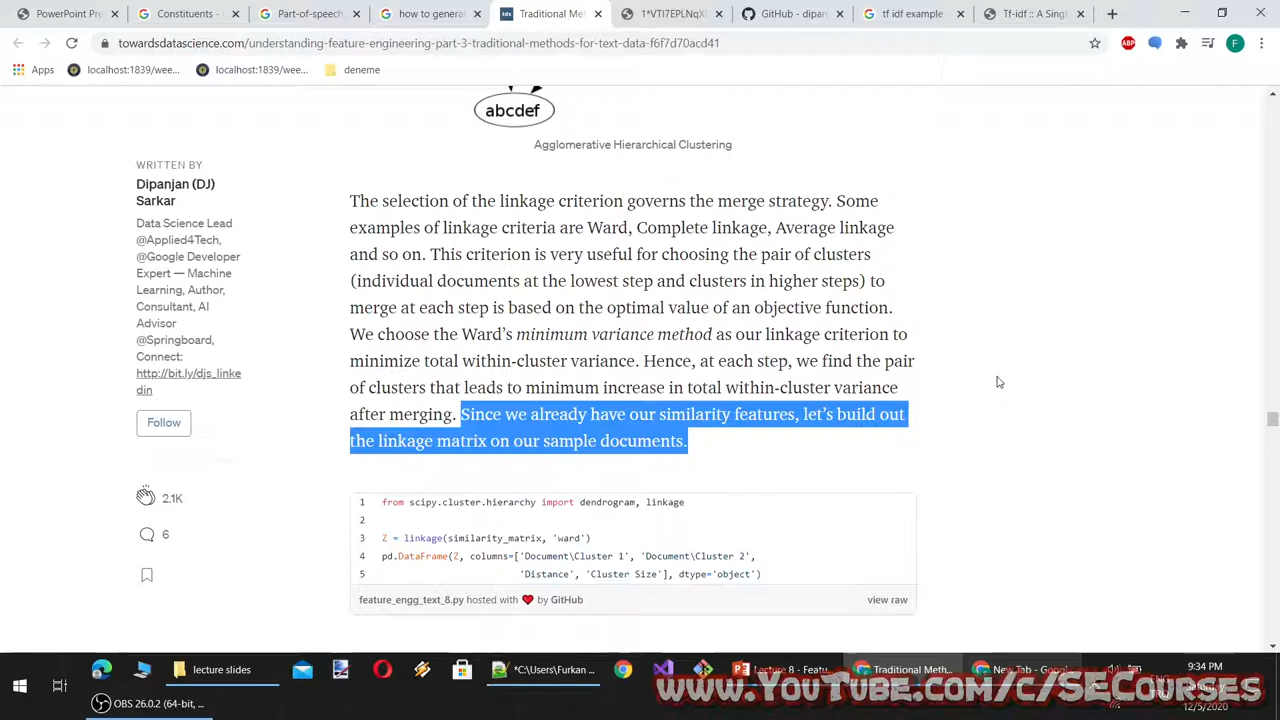 PowerPoint Pre
Constituents -
Part-of-speech
how to general
Traditional Me
1*VTI7EPLNqX
GitHub - dipan
tf idf example
Tf-idf :: A Sing
towardsdatascience.com/understanding-feature-engineering-part-3-traditional-methods-for-text-data-f6f7d70acd41
ABP
F
Apps
localhost:1839/wee...
localhost:1839/wee...
deneme
abcdef
Agglomerative Hierarchical Clustering
WRITTEN BY
Dipanjan (DJ)
Sarkar
Data Science Lead
@Applied4Tech,
@Google Developer
Expert — Machine
Learning, Author,
Consultant, AI
Advisor
@Springboard,
Connect:
http://bit.ly/djs_linke
din
Follow
2.1K
6
The selection of the linkage criterion governs the merge strategy. Some
examples of linkage criteria are Ward, Complete linkage, Average linkage
and so on. This criterion is very useful for choosing the pair of clusters
(individual documents at the lowest step and clusters in higher steps) to
merge at each step is based on the optimal value of an objective function.
We choose the Ward’s minimum variance method as our linkage criterion to
minimize total within-cluster variance. Hence, at each step, we find the pair
of clusters that leads to minimum increase in total within-cluster variance
after merging. Since we already have our similarity features, let’s build out
the linkage matrix on our sample documents.
1 from scipy.cluster.hierarchy import dendrogram, linkage
2
3 Z = linkage(similarity_matrix, 'ward')
4 pd.DataFrame(Z, columns=['Document\Cluster 1', 'Document\Cluster 2',
5 'Distance', 'Cluster Size'], dtype='object')
feature_engg_text_8.py hosted with ❤ by GitHub
view raw
lecture slides
*C:\Users\Furkan ...
Lecture 8 - Featu
Traditional Meth...
New Tab - Google
9:34 PM
12/5/2020
OBS 26.0.2 (64-bit, ...
www.YouTube.com/c/SECourses